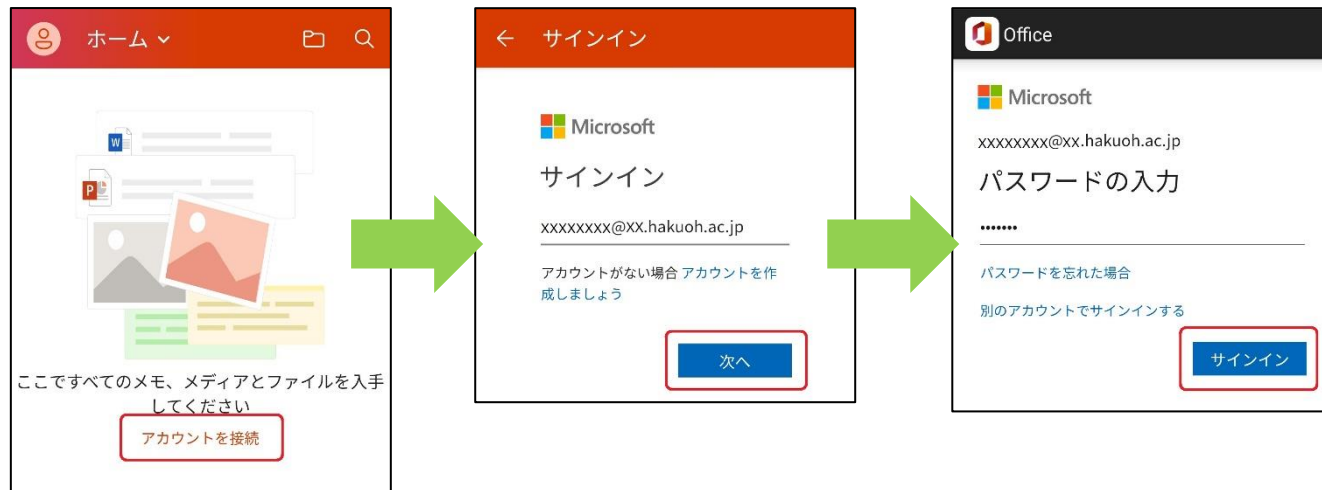 ホーム
W
P
ここですべてのメモ、メディアとファイルを入手
してください
アカウントを接続
サインイン
Microsoft
サインイン
xxxxxxxx@XX.hakuoh.ac.jp
アカウントがない場合 アカウントを作
成しましょう
次へ
Office
Microsoft
xxxxxxxx@xx.hakuoh.ac.jp
パスワードの入力
•••••••
パスワードを忘れた場合
別のアカウントでサインインする
サインイン